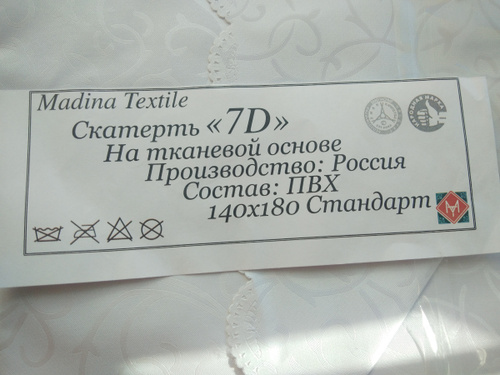 Madina Textile
Скатерть «7D»
На тканевой основе
Производство: Россия
Состав: ПВХ
140х180 Стандарт